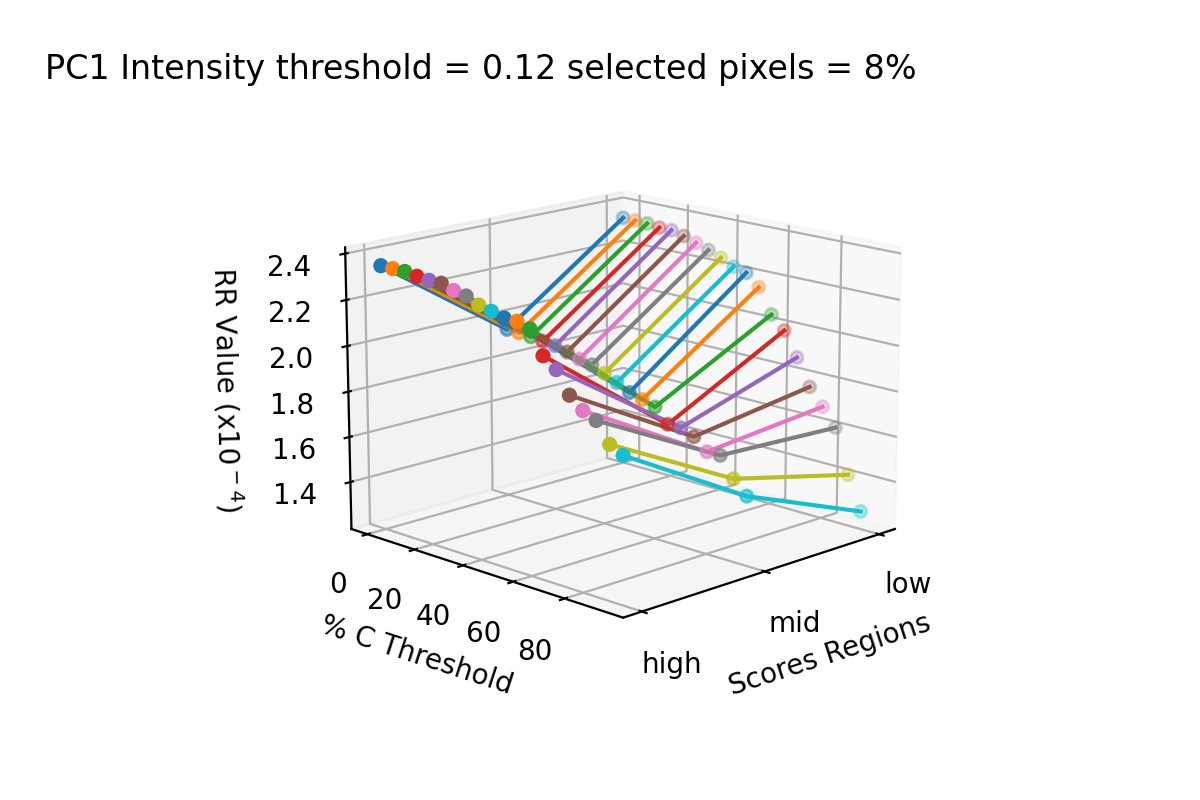 PC1 Intensity threshold = 0.12 selected pixels = 8%
2.4
2.2
2.0
1.8
1.6
1.4
RR Value (x10⁻⁴)
0
20
40
60
80
% C Threshold
high
mid
low
Scores Regions